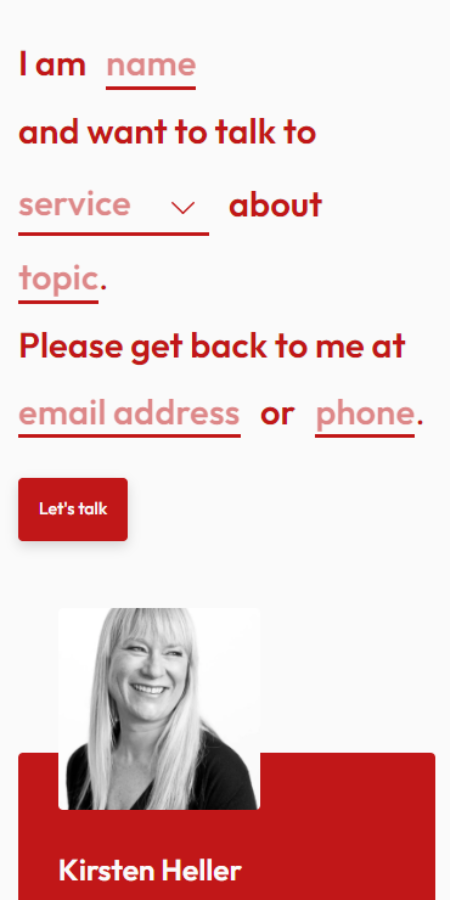 I am name
and want to talk to
service about
topic.
Please get back to me at
email address or phone.
Let's talk
Kirsten Heller